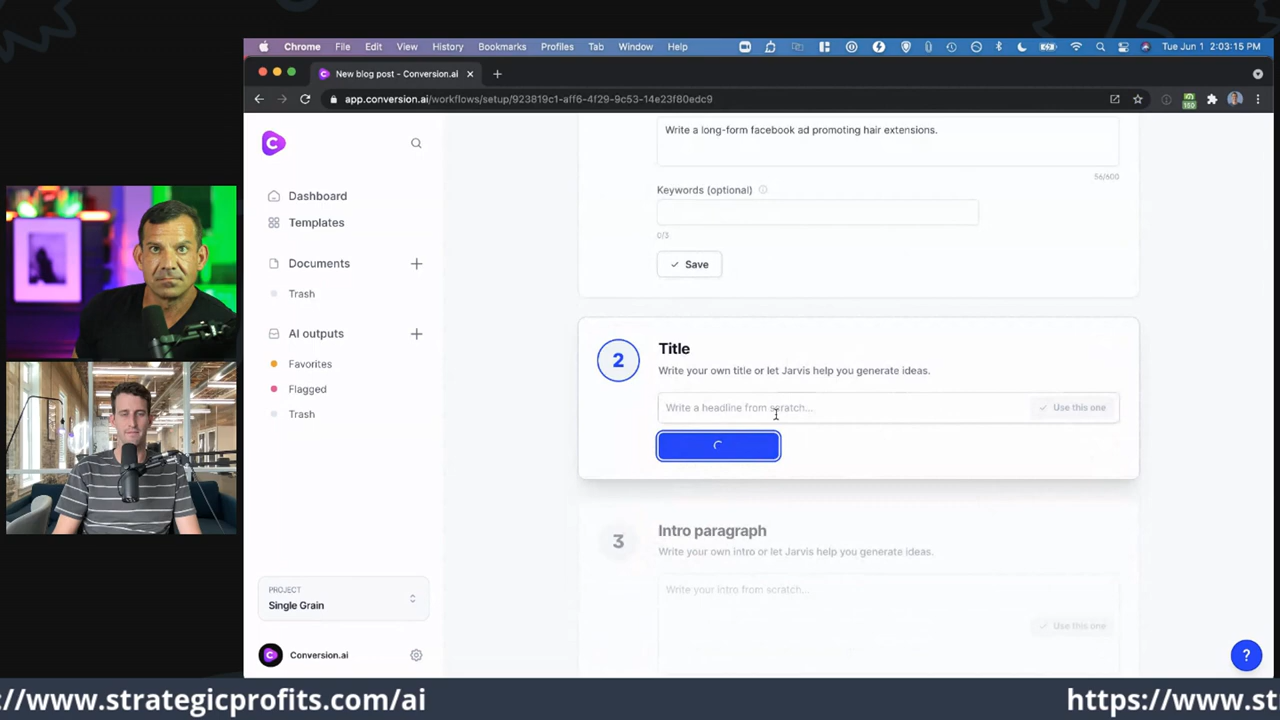 Chrome File Edit View History Bookmarks Profiles Tab Window Help
Tue Jun 1 2:03:15 PM
New blog post - Conversion.ai
app.conversion.ai/workflows/setup/923819c1-aff6-4f29-9c53-14e23f80edc9
150
Dashboard
Templates
Documents
Trash
AI outputs
Favorites
Flagged
Trash
PROJECT
Single Grain
Conversion.ai
Write a long-form facebook ad promoting hair extensions.
56/600
Keywords (optional)
0/3
Save
2
Title
Write your own title or let Jarvis help you generate ideas.
Write a headline from scratch...
Use this one
3
Intro paragraph
Write your own intro or let Jarvis help you generate ideas.
Write your intro from scratch...
Use this one
?
://www.strategicprofits.com/ai
https://www.st